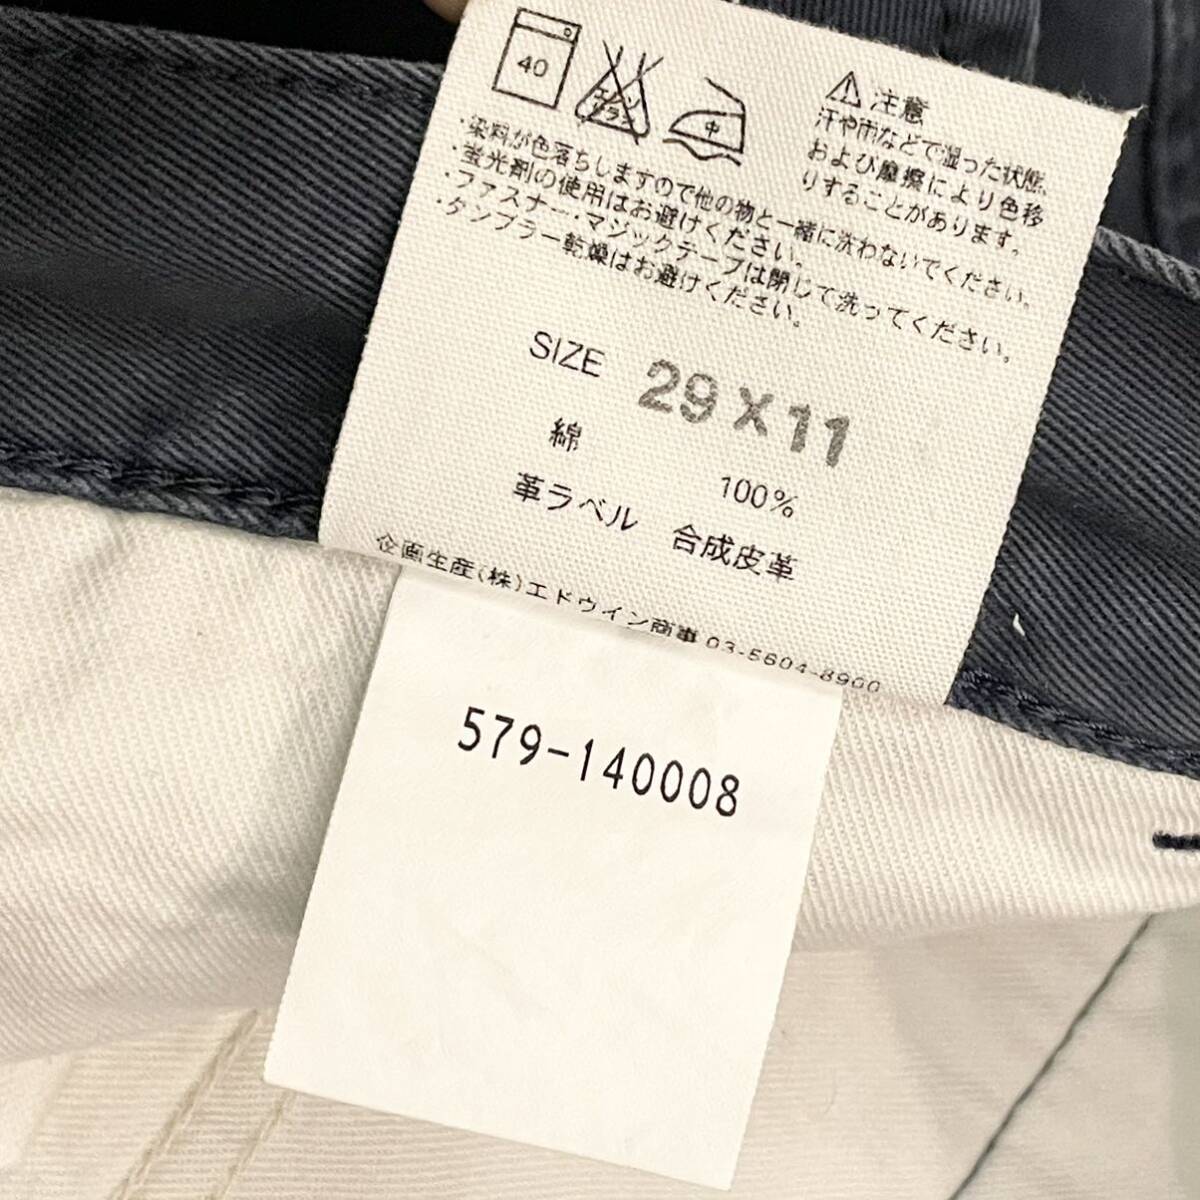 40
エンソ
ブラシ
中
⚠ 注意
汗や雨などで湿った状態、
および摩擦により色移
りすることがあります。
・染料が色落ちしますので他の物と一緒に洗わないでください。
・蛍光剤の使用はお避けください。
・ファスナー・マジックテープは閉じて洗ってください。
・タンブラー乾燥はお避けください。
SIZE 29X11
綿 100%
革ラベル 合成皮革
企画生産(株)エドウイン商事 03-5604-8900
579-140008